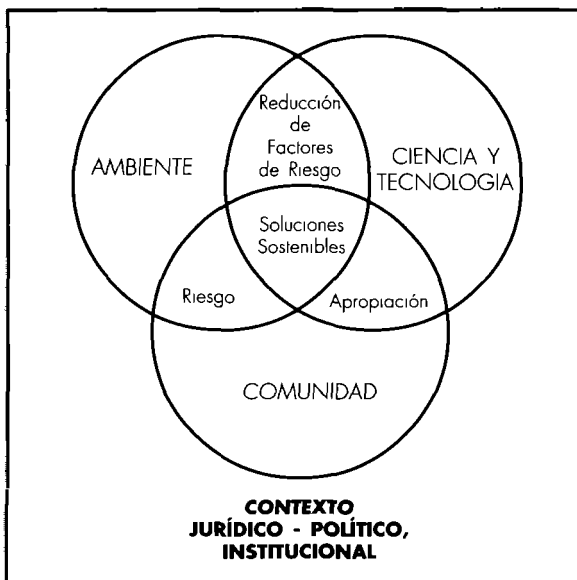 Reducción
de
Factores
de Riesgo
AMBIENTE
CIENCIA Y
TECNOLOGIA
Soluciones
Sostenibles
Riesgo
Apropiación
COMUNIDAD
CONTEXTO
JURÍDICO - POLÍTICO,
INSTITUCIONAL